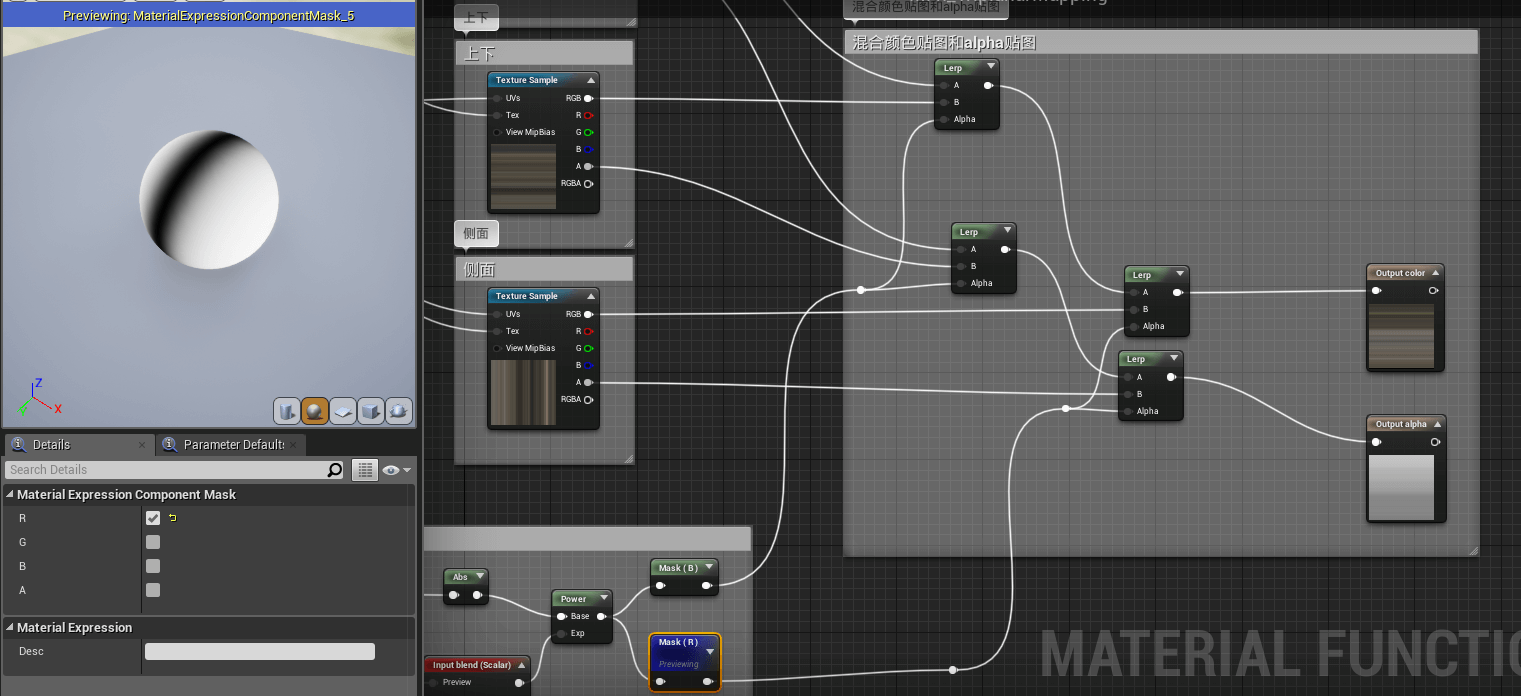 Previewing: MaterialExpressionComponentMask_5
Z
X
Details
Parameter Default
Search Details
Material Expression Component Mask
R
G
B
A
Material Expression
Desc
上下
上下
Texture Sample
UVs
RGB
Tex
R
View MipBias
G
B
A
RGBA
侧面
侧面
Texture Sample
UVs
RGB
Tex
R
View MipBias
G
B
A
RGBA
Abs
Power
Base
Exp
Input blend (Scalar)
Preview
Mask ( B )
Mask ( R )
Previewing
混合颜色贴图和alpha贴图
混合颜色贴图和alpha贴图
Lerp
A
B
Alpha
Lerp
A
B
Alpha
Lerp
A
B
Alpha
Lerp
A
B
Alpha
Output color
Output alpha
MATERIAL FUNCTIO